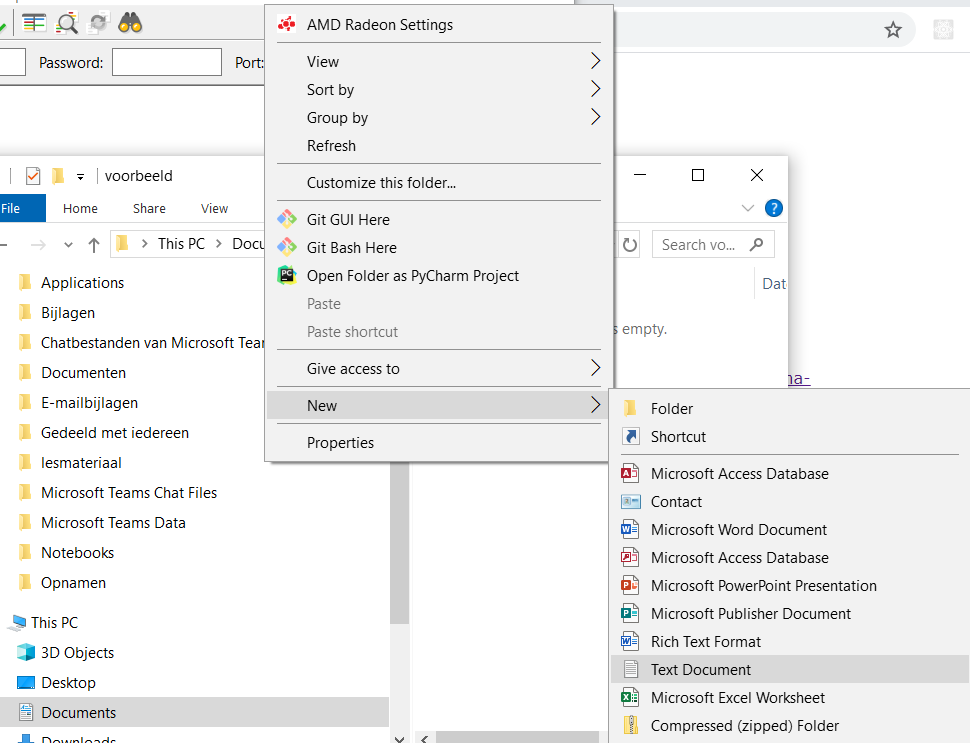 Password:
Port:
voorbeeld
File
Home
Share
View
This PC
Search vo...
Applications
Bijlagen
Chatbestanden van Microsoft
Documenten
E-mailbijlagen
Gedeeld met iedereen
lesmateriaal
Microsoft Teams Chat Files
Microsoft Teams Data
Notebooks
Opnamen
This PC
3D Objects
Desktop
Documents
Downloads
empty.
AMD Radeon Settings
View
Sort by
Group by
Refresh
Customize this folder...
Git GUI Here
Git Bash Here
PC
Open Folder as PyCharm Project
Paste
Paste shortcut
Give access to
New
Properties
Folder
Shortcut
Microsoft Access Database
Contact
Microsoft Word Document
Microsoft Access Database
Microsoft PowerPoint Presentation
Microsoft Publisher Document
Rich Text Format
Text Document
Microsoft Excel Worksheet
Compressed (zipped) Folder